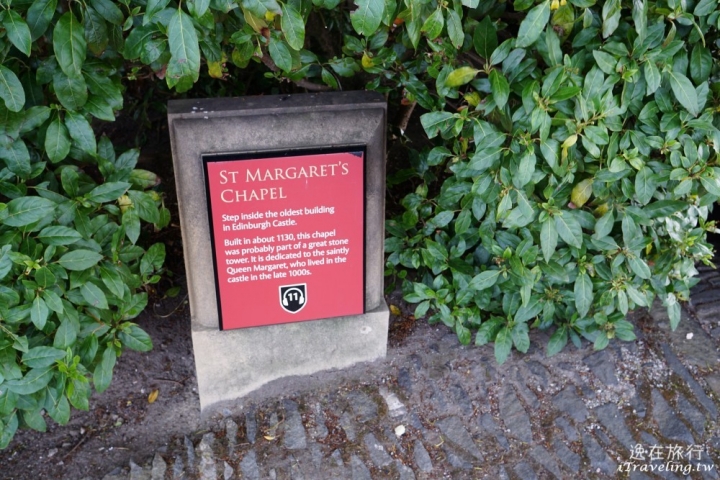 ST MARGARET'S
CHAPEL
Step inside the oldest building
in Edinburgh Castle.
Built in about 1130, this chapel
was probably part of a great stone
tower. It is dedicated to the saintly
Queen Margaret, who lived in the
castle in the late 1000s.
11
逸在旅行
iTraveling.tw